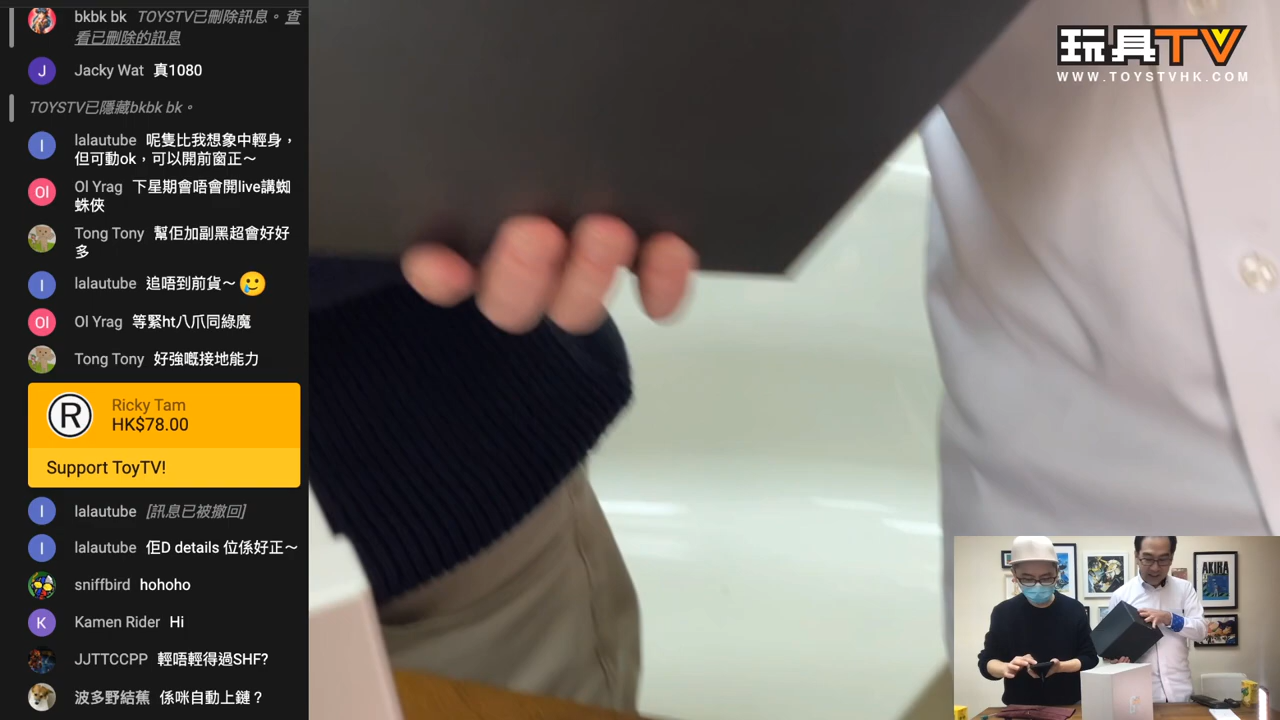 bkbk bk TOYSTV已刪除訊息。查
看已刪除的訊息
J
Jacky Wat 真1080
TOYSTV已隱藏bkbk bk。
l
lalautube 呢隻比我想象中輕身，
但可動ok，可以開前窗正～
Ol
Ol Yrag 下星期會唔會開live講蜘
蛛俠
Tong Tony 幫佢加副黑超會好好
多
l
lalautube 追唔到前貨～🥲
Ol
Ol Yrag 等緊ht八爪同綠魔
Tong Tony 好強嘅接地能力
R
Ricky Tam
HK$78.00
Support ToyTV!
l
lalautube [訊息已被撤回]
l
lalautube 佢D details 位係好正～
sniffbird hohoho
K
Kamen Rider Hi
JJTTCCPP 輕唔輕得過SHF?
波多野結蕉 係咪自動上鏈？
玩具TV
WWW.TOYSTVHK.COM
AKIRA